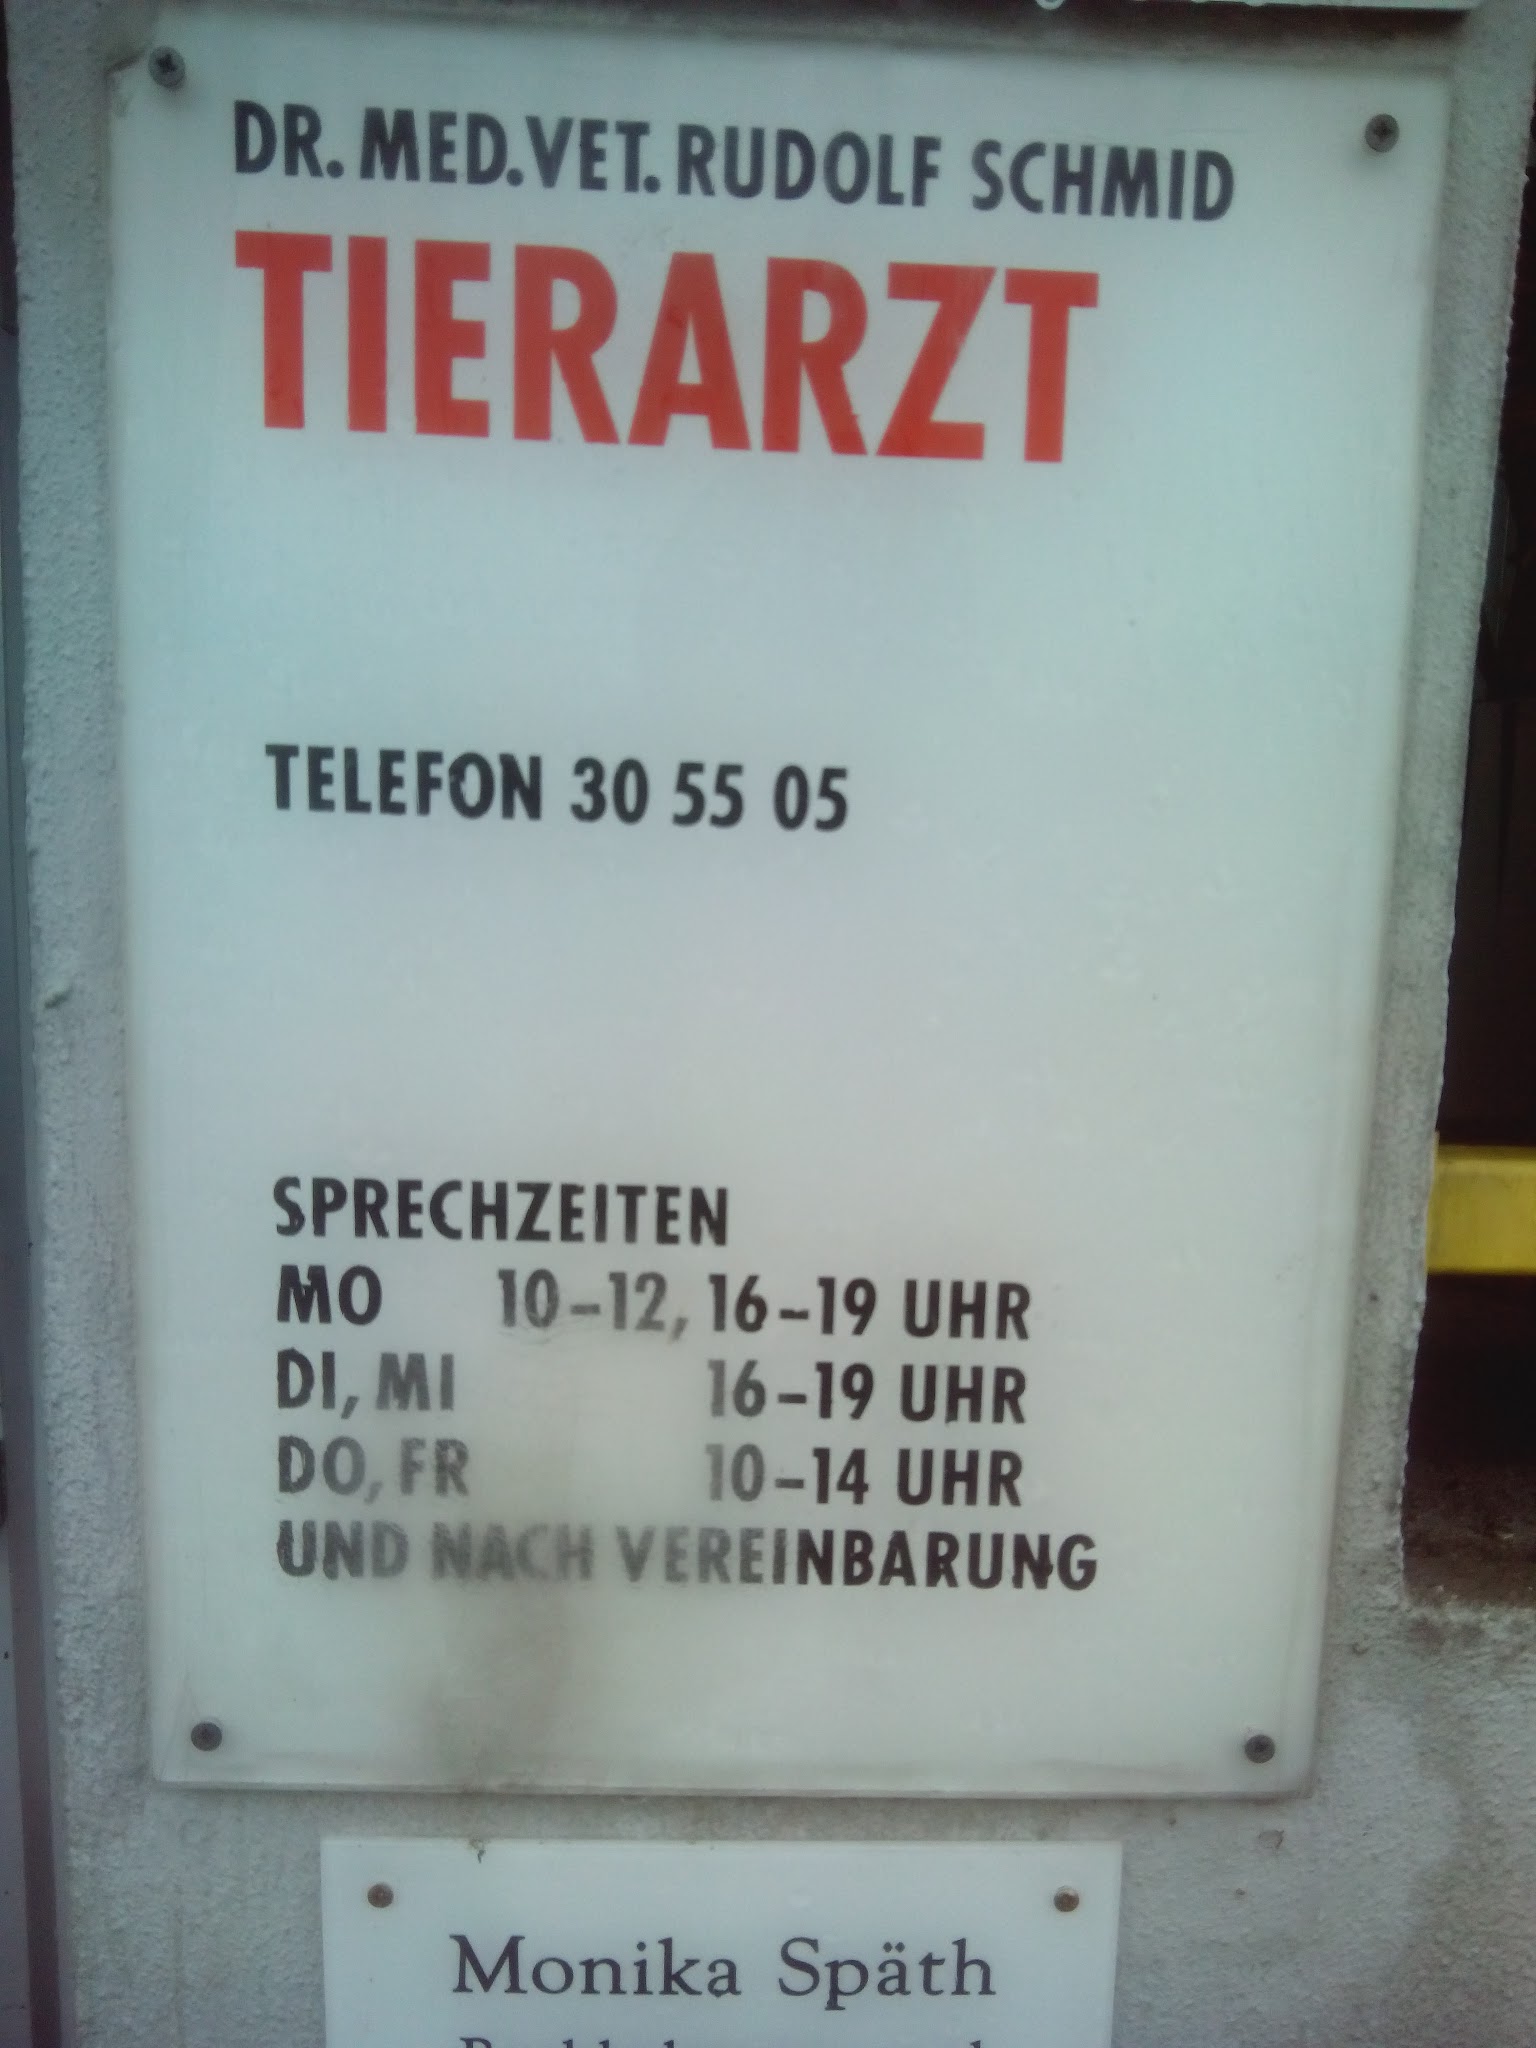 DR. MED. VET. RUDOLF SCHMID
TIERARZT
TELEFON 30 55 05
SPRECHZEITEN
MO 10-12, 16-19 UHR
DI, MI 16-19 UHR
DO, FR 10-14 UHR
UND NACH VEREINBARUNG
Monika Späth